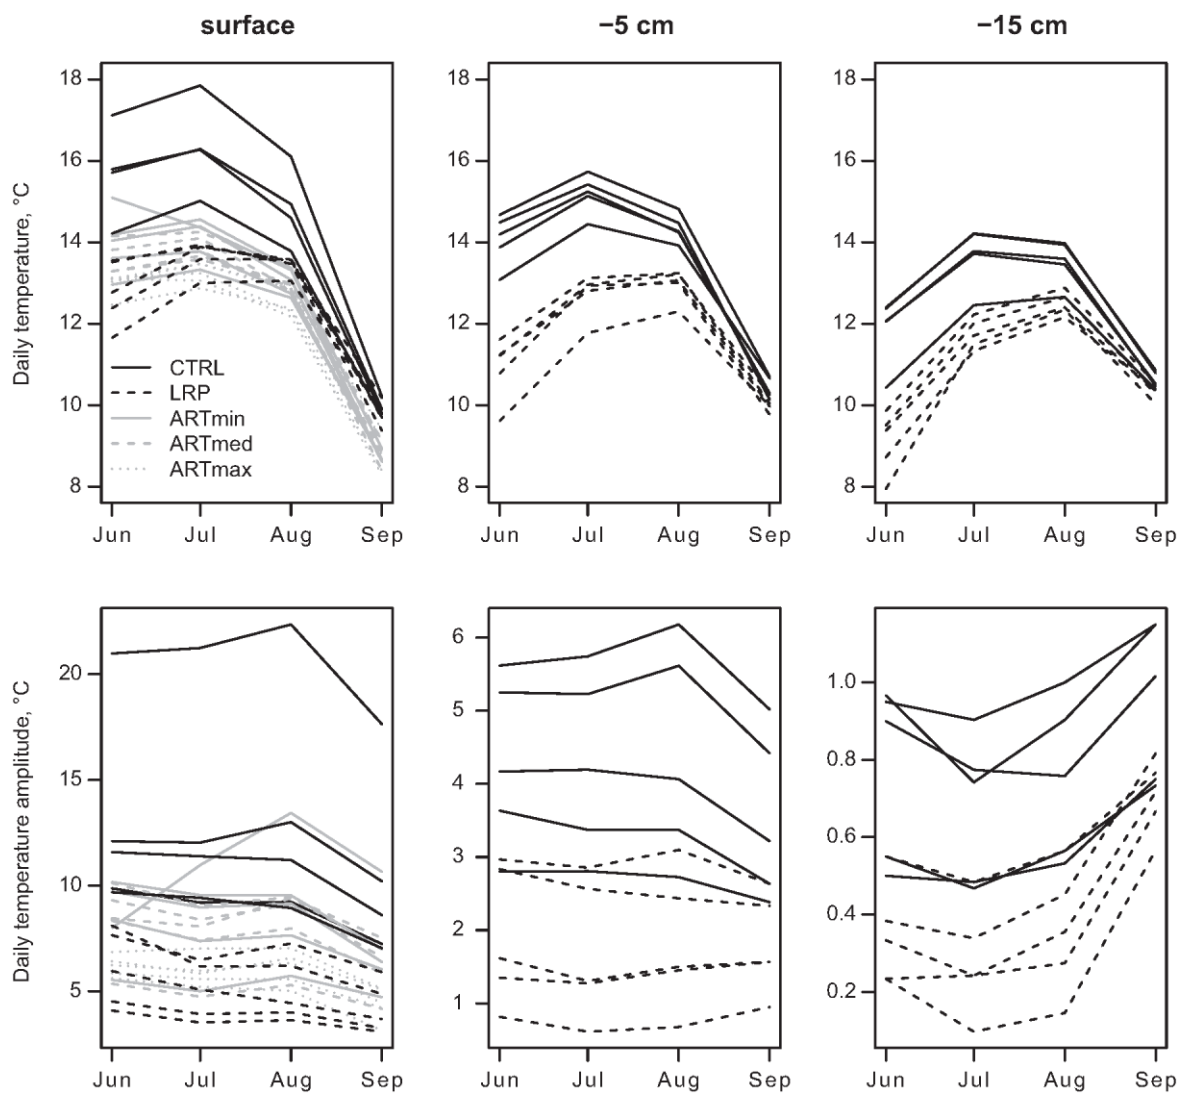 surface
−5 cm
−15 cm
Daily temperature, °C
18
16
14
12
10
8
CTRL
LRP
ARTmin
ARTmed
ARTmax
Jun Jul Aug Sep
18
16
14
12
10
8
Jun Jul Aug Sep
18
16
14
12
10
8
Jun Jul Aug Sep
Daily temperature amplitude, °C
20
15
10
5
Jun Jul Aug Sep
6
5
4
3
2
1
Jun Jul Aug Sep
1.0
0.8
0.6
0.4
0.2
Jun Jul Aug Sep